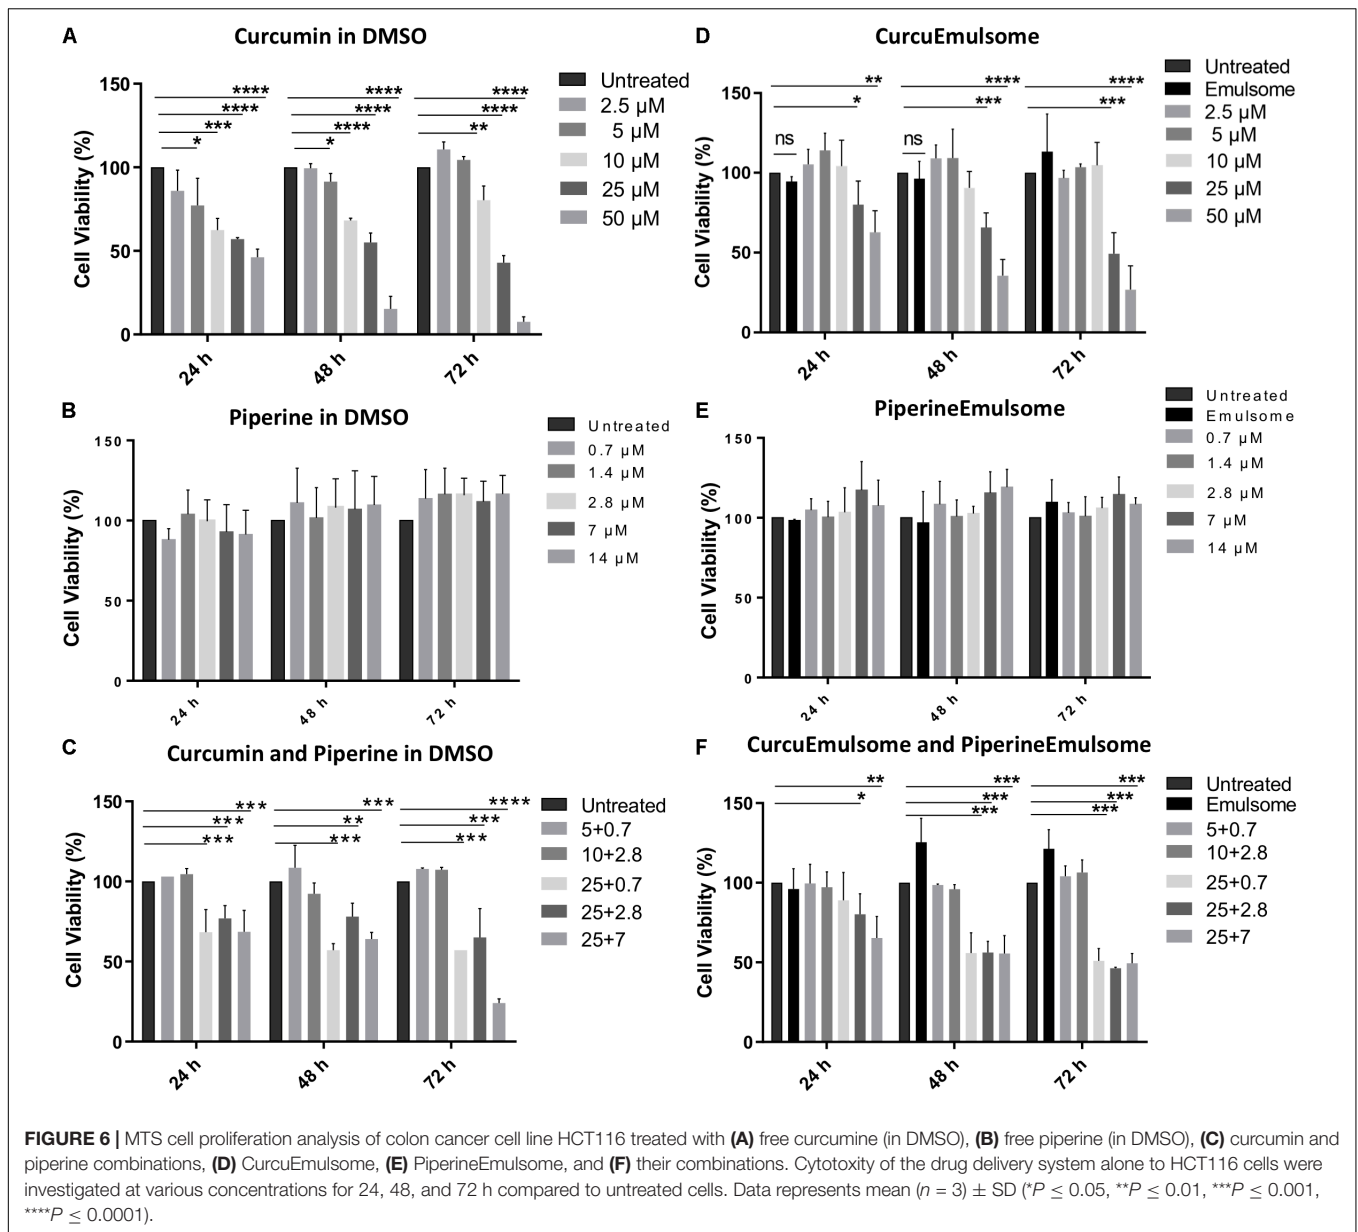 A
Curcumin in DMSO
Cell Viability (%)
150
100
50
0
****
****
***
*
****
****
****
*
****
****
**
24 h
48 h
72 h
Untreated
2.5 µM
5 µM
10 µM
25 µM
50 µM
D
CurcuEmulsome
Cell Viability (%)
150
100
50
0
**
*
ns
****
***
ns
****
***
24 h
48 h
72 h
Untreated
Emulsome
2.5 µM
5 µM
10 µM
25 µM
50 µM
B
Piperine in DMSO
Cell Viability (%)
150
100
50
0
24 h
48 h
72 h
Untreated
0.7 µM
1.4 µM
2.8 µM
7 µM
14 µM
E
PiperineEmulsome
Cell Viability (%)
150
100
50
0
24 h
48 h
72 h
Untreated
Emulsome
0.7 µM
1.4 µM
2.8 µM
7 µM
14 µM
C
Curcumin and Piperine in DMSO
Cell Viability (%)
150
100
50
0
***
***
***
***
**
***
****
***
***
24 h
48 h
72 h
Untreated
5+0.7
10+2.8
25+0.7
25+2.8
25+7
F
CurcuEmulsome and PiperineEmulsome
Cell Viability (%)
150
100
50
0
**
*
***
***
***
***
***
***
24 h
48 h
72 h
Untreated
Emulsome
5+0.7
10+2.8
25+0.7
25+2.8
25+7
FIGURE 6 | MTS cell proliferation analysis of colon cancer cell line HCT116 treated with (A) free curcumine (in DMSO), (B) free piperine (in DMSO), (C) curcumin and
piperine combinations, (D) CurcuEmulsome, (E) PiperineEmulsome, and (F) their combinations. Cytotoxity of the drug delivery system alone to HCT116 cells were
investigated at various concentrations for 24, 48, and 72 h compared to untreated cells. Data represents mean (n = 3) ± SD (*P ≤ 0.05, **P ≤ 0.01, ***P ≤ 0.001,
****P ≤ 0.0001).